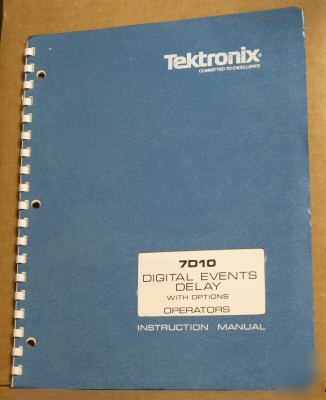 Tektronix®
COMMITTED TO EXCELLENCE
7D10
DIGITAL EVENTS
DELAY
WITH OPTIONS
OPERATORS
INSTRUCTION MANUAL